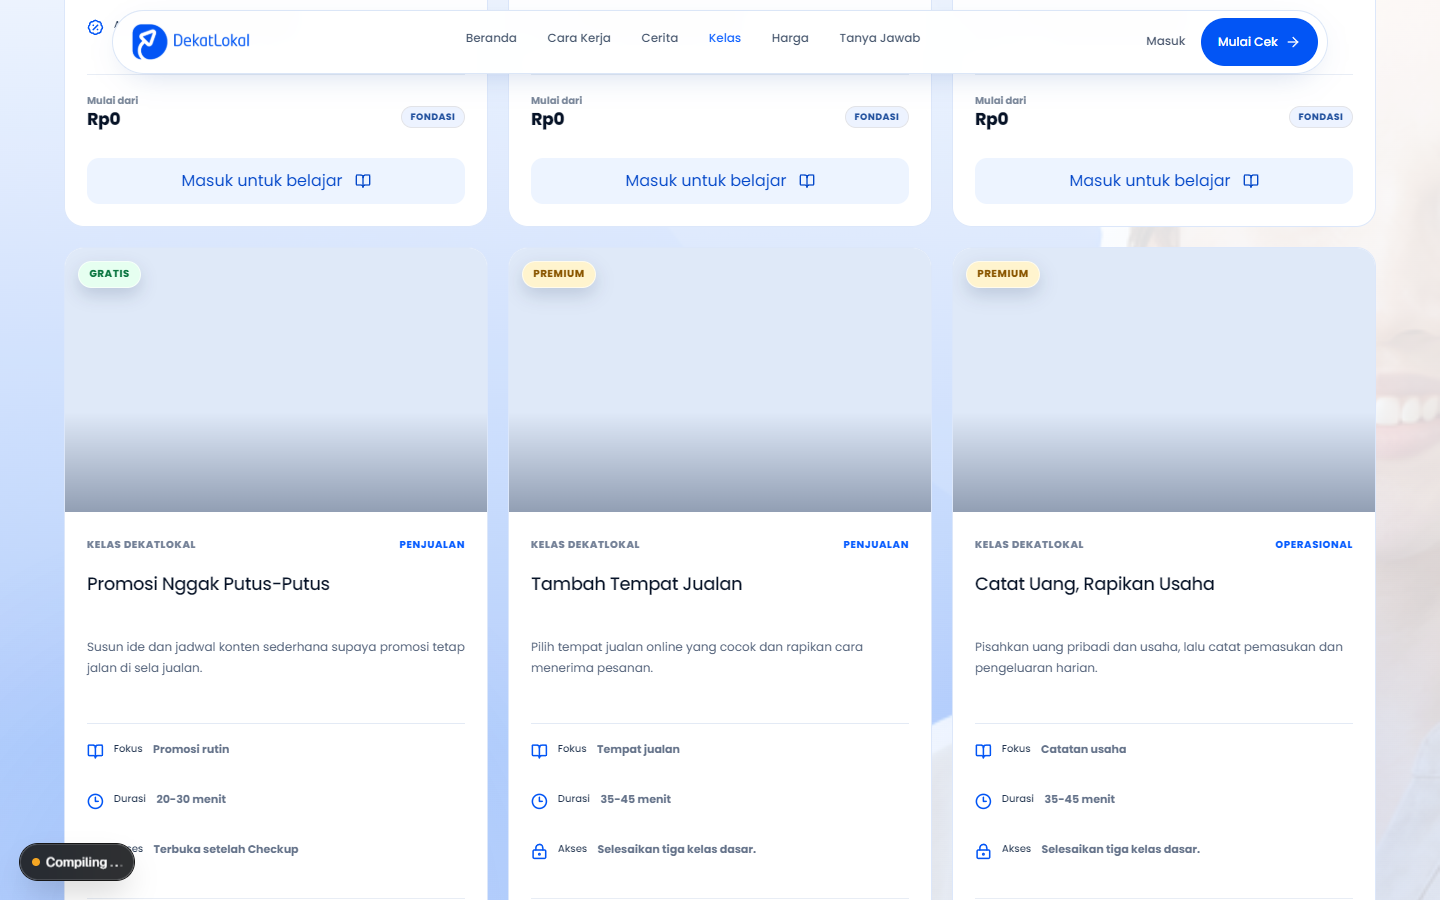 DekatLokal
Beranda
Cara Kerja
Cerita
Kelas
Harga
Tanya Jawab
Masuk
Mulai Cek
Mulai dari
Rp0
FONDASI
Masuk untuk belajar
Mulai dari
Rp0
FONDASI
Masuk untuk belajar
Mulai dari
Rp0
FONDASI
Masuk untuk belajar
GRATIS
KELAS DEKATLOKAL
PENJUALAN
Promosi Nggak Putus-Putus
Susun ide dan jadwal konten sederhana supaya promosi tetap
jalan di sela jualan.
Fokus Promosi rutin
Durasi 20-30 menit
Terbuka setelah Checkup
PREMIUM
KELAS DEKATLOKAL
PENJUALAN
Tambah Tempat Jualan
Pilih tempat jualan online yang cocok dan rapikan cara
menerima pesanan.
Fokus Tempat jualan
Durasi 35-45 menit
Akses Selesaikan tiga kelas dasar.
PREMIUM
KELAS DEKATLOKAL
OPERASIONAL
Catat Uang, Rapikan Usaha
Pisahkan uang pribadi dan usaha, lalu catat pemasukan dan
pengeluaran harian.
Fokus Catatan usaha
Durasi 35-45 menit
Akses Selesaikan tiga kelas dasar.
Compiling ...